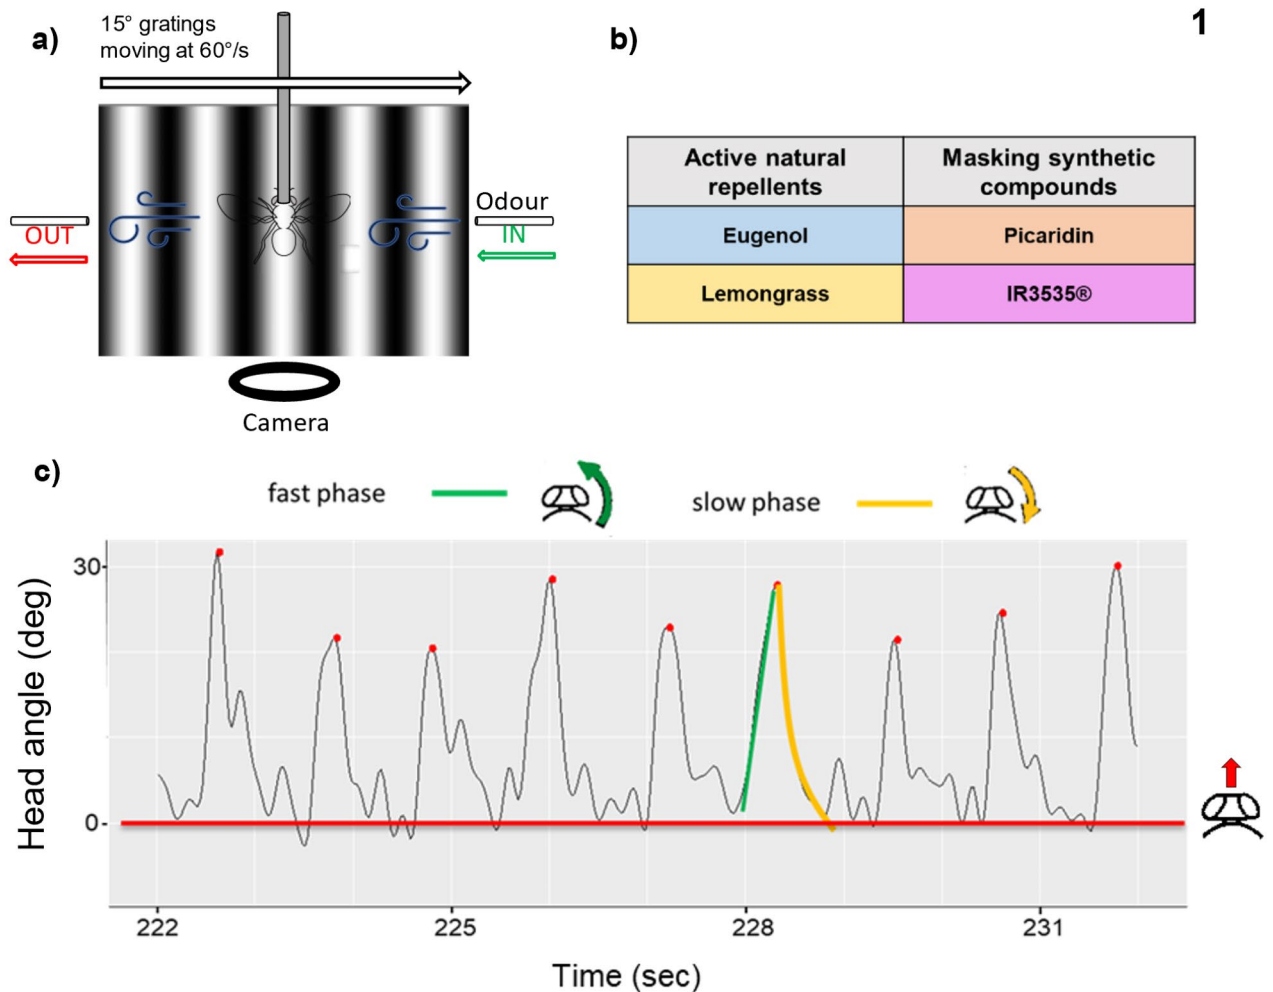 1
a)
15° gratings
moving at 60°/s
OUT
Odour
IN
Camera
b)
Active natural repellents
Masking synthetic compounds
Eugenol
Picaridin
Lemongrass
IR3535®
c)
fast phase
slow phase
Head angle (deg)
30
0
222
225
228
231
Time (sec)